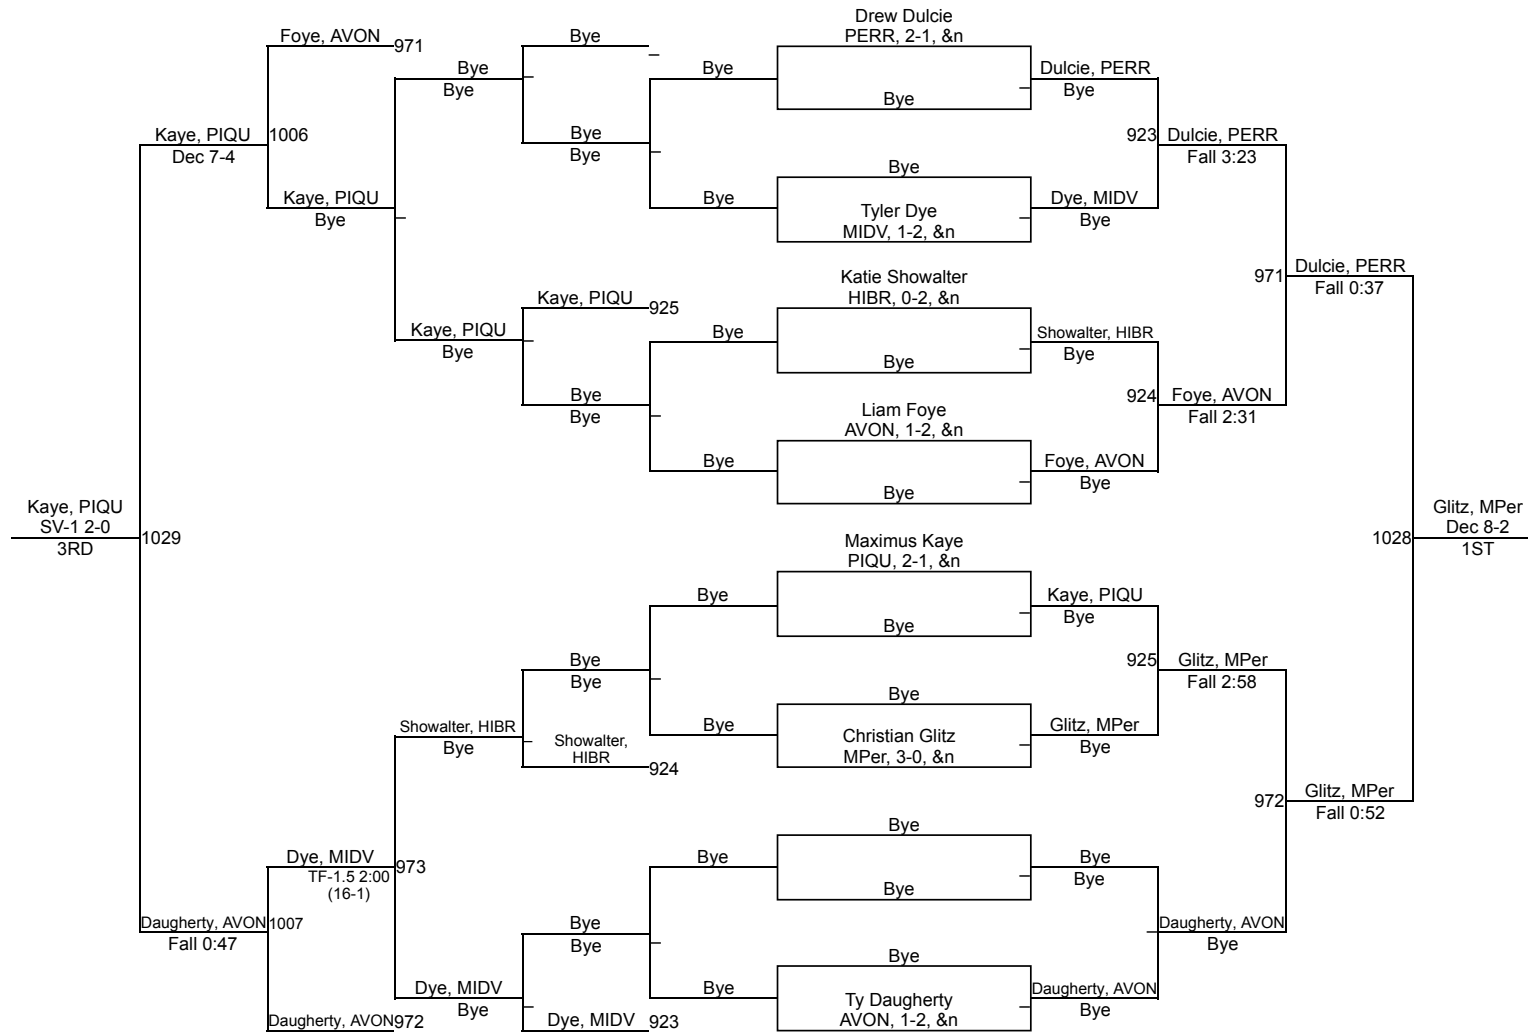 Drew Dulcie
Foye, AVON
971
Bye
PERR, 2-1, &n
Bye
Bye
Bye
Bye
Dulcie, PERR
Bye
Kaye, PIQU
1006
Dec 7-4
Bye
Bye
923
Dulcie, PERR
Fall 3:23
Kaye, PIQU
Bye
Bye
Bye
Tyler Dye
MIDV, 1-2, &n
Dye, MIDV
Bye
971
Dulcie, PERR
Fall 0:37
Katie Showalter
HIBR, 0-2, &n
Kaye, PIQU
925
Kaye, PIQU
Bye
Bye
Bye
Showalter, HIBR
Bye
Bye
Bye
924
Foye, AVON
Fall 2:31
Liam Foye
AVON, 1-2, &n
Bye
Bye
Foye, AVON
Bye
Kaye, PIQU
SV-1 2-0
3RD
1029
1028
Glitz, MPer
Dec 8-2
1ST
Maximus Kaye
PIQU, 2-1, &n
Bye
Bye
Kaye, PIQU
Bye
Bye
Bye
925
Glitz, MPer
Fall 2:58
Showalter, HIBR
Bye
Showalter,
HIBR
924
Bye
Bye
Christian Glitz
MPer, 3-0, &n
Glitz, MPer
Bye
972
Glitz, MPer
Fall 0:52
Dye, MIDV
TF-1.5 2:00
(16-1)
973
Bye
Bye
Bye
Bye
Bye
Daugherty, AVON
1007
Fall 0:47
Bye
Bye
Daugherty, AVON
Bye
Dye, MIDV
Bye
Bye
Bye
Ty Daugherty
AVON, 1-2, &n
Daugherty, AVON
Bye
Daugherty, AVON
972
Dye, MIDV
923